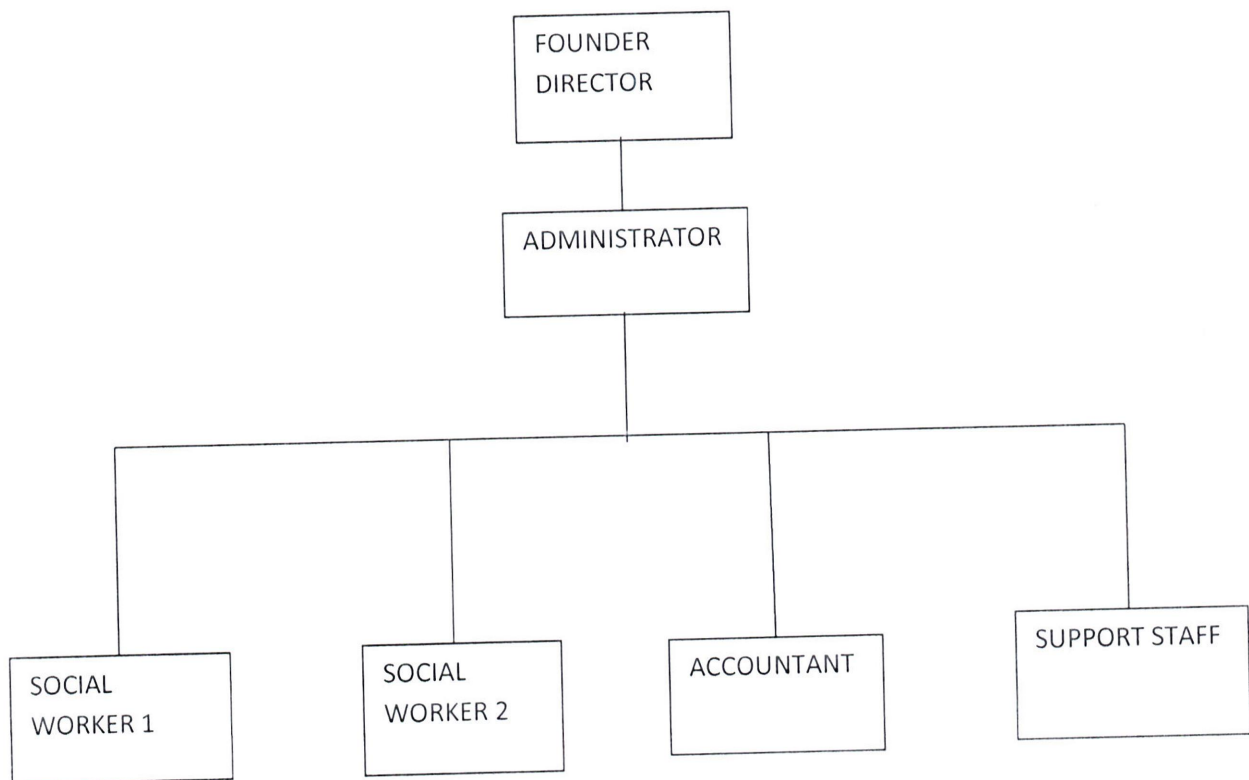 FOUNDER
DIRECTOR
ADMINISTRATOR
SOCIAL
WORKER 1
SOCIAL
WORKER 2
ACCOUNTANT
SUPPORT STAFF